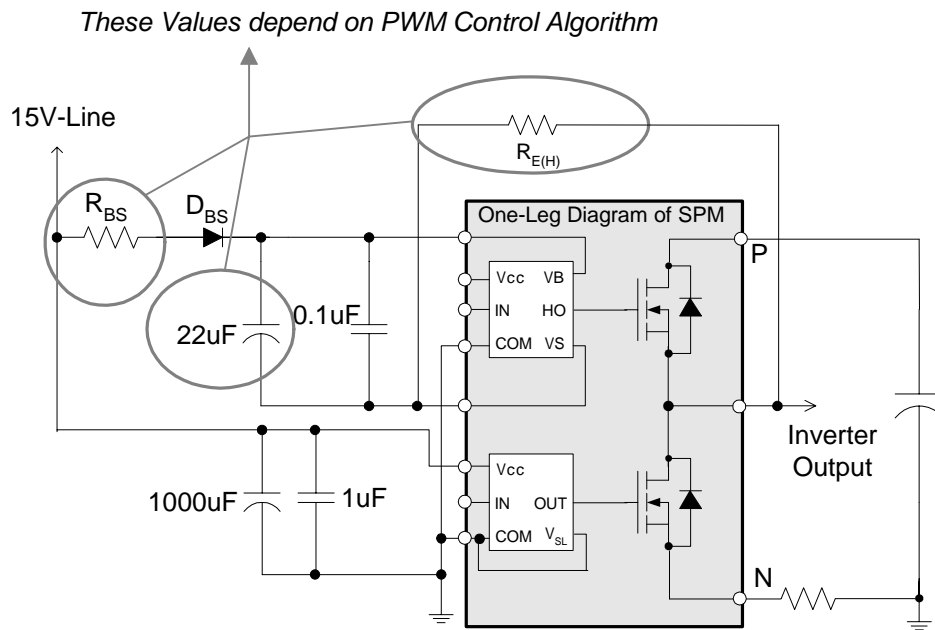 These Values depend on PWM Control Algorithm
15V-Line
R_E(H)
R_BS
D_BS
One-Leg Diagram of SPM
P
Vcc
VB
IN
HO
COM
VS
22uF
0.1uF
Inverter
Output
Vcc
IN
OUT
COM
V_SL
1000uF
1uF
N